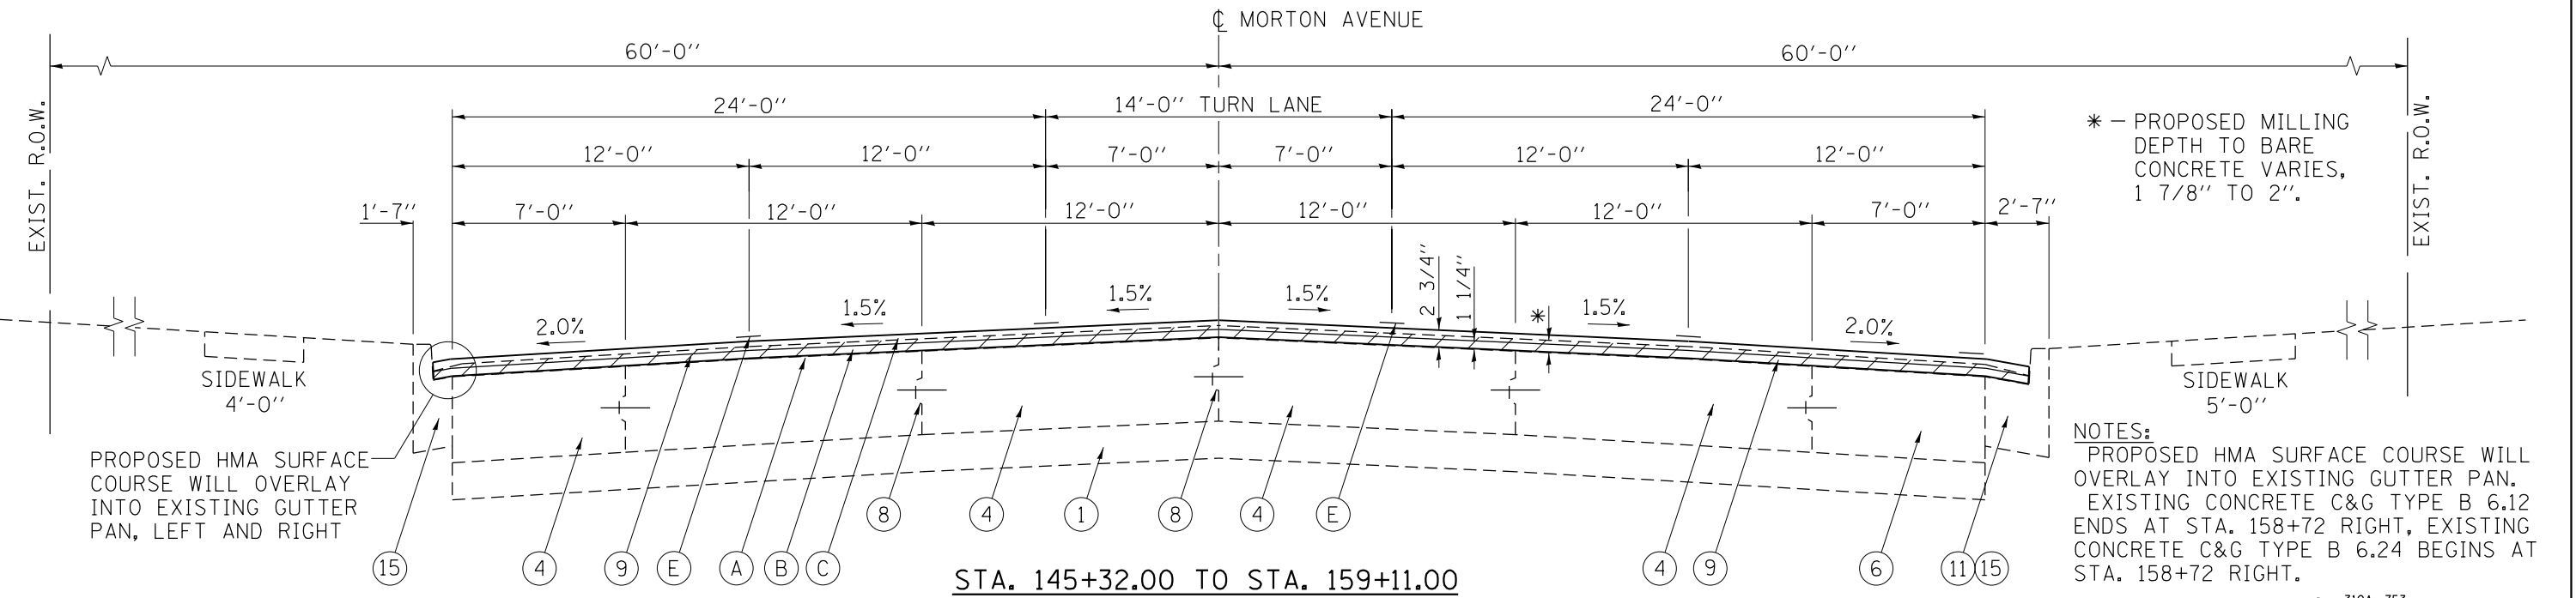 ℄ MORTON AVENUE
60'-0" 60'-0"
EXIST. R.O.W.
EXIST. R.O.W.
24'-0" 14'-0" TURN LANE 24'-0"
12'-0" 12'-0" 7'-0" 7'-0" 12'-0" 12'-0"
1'-7" 7'-0" 12'-0" 12'-0" 12'-0" 12'-0" 7'-0" 2'-7"
* - PROPOSED MILLING
DEPTH TO BARE
CONCRETE VARIES,
1 7/8" TO 2".
2 3/4" 1 1/4" *
2.0% 1.5% 1.5% 1.5% 1.5% 2.0%
SIDEWALK
4'-0"
SIDEWALK
5'-0"
PROPOSED HMA SURFACE
COURSE WILL OVERLAY
INTO EXISTING GUTTER
PAN, LEFT AND RIGHT
8 4 1 8 4 E
15 4 9 E A B C 4 9 6 11 15
NOTES:
PROPOSED HMA SURFACE COURSE WILL
OVERLAY INTO EXISTING GUTTER PAN.
EXISTING CONCRETE C&G TYPE B 6.12
ENDS AT STA. 158+72 RIGHT, EXISTING
CONCRETE C&G TYPE B 6.24 BEGINS AT
STA. 158+72 RIGHT.
STA. 145+32.00 TO STA. 159+11.00